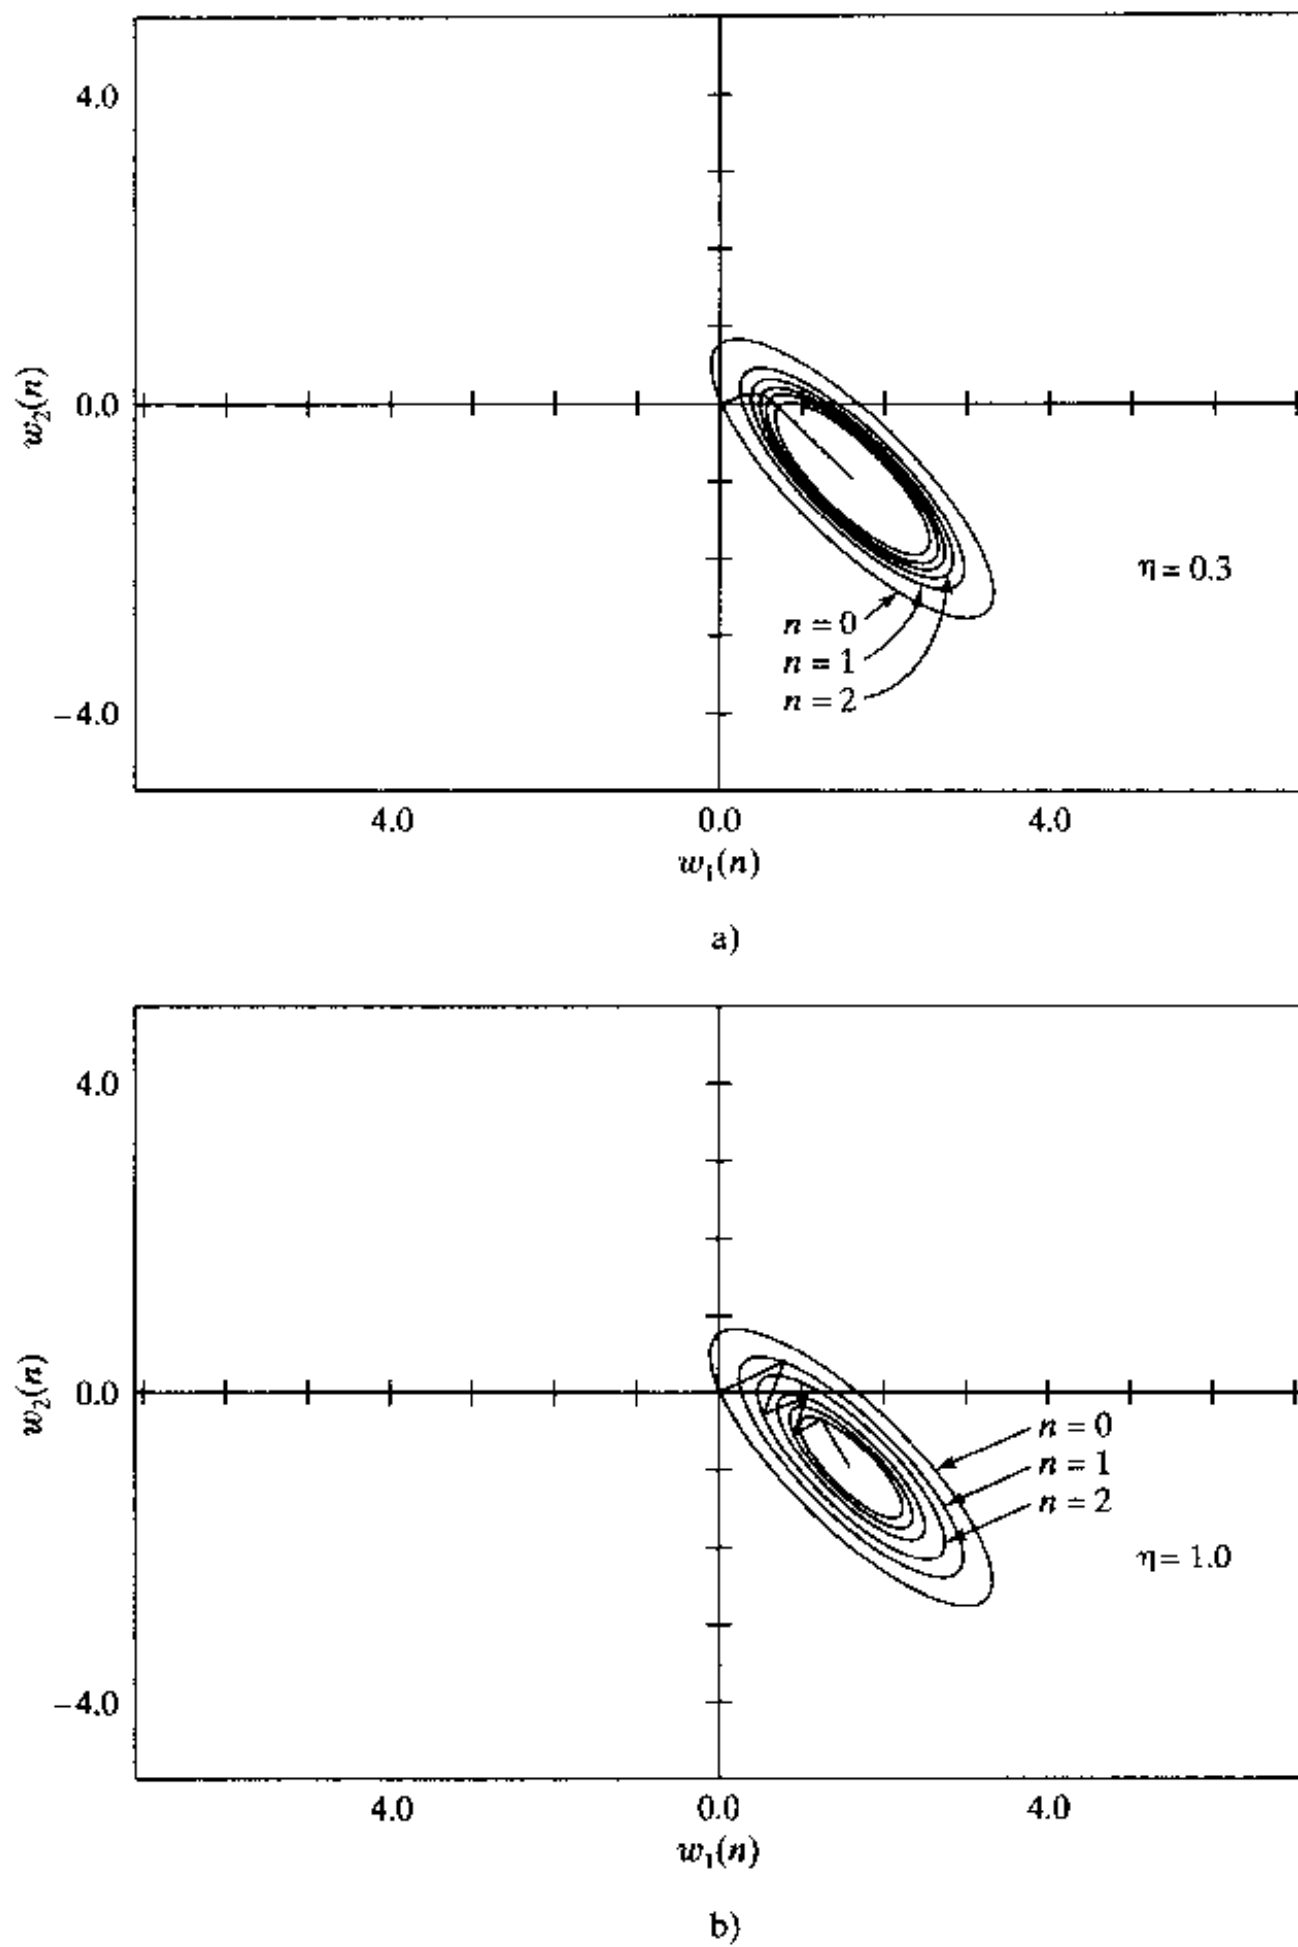 4.0
w₂(n)
0.0
η = 0.3
n = 0
n = 1
n = 2
−4.0
4.0 0.0 4.0
w₁(n)
a)
4.0
w₂(n)
0.0
n = 0
n = 1
n = 2
η = 1.0
−4.0
4.0 0.0 4.0
w₁(n)
b)